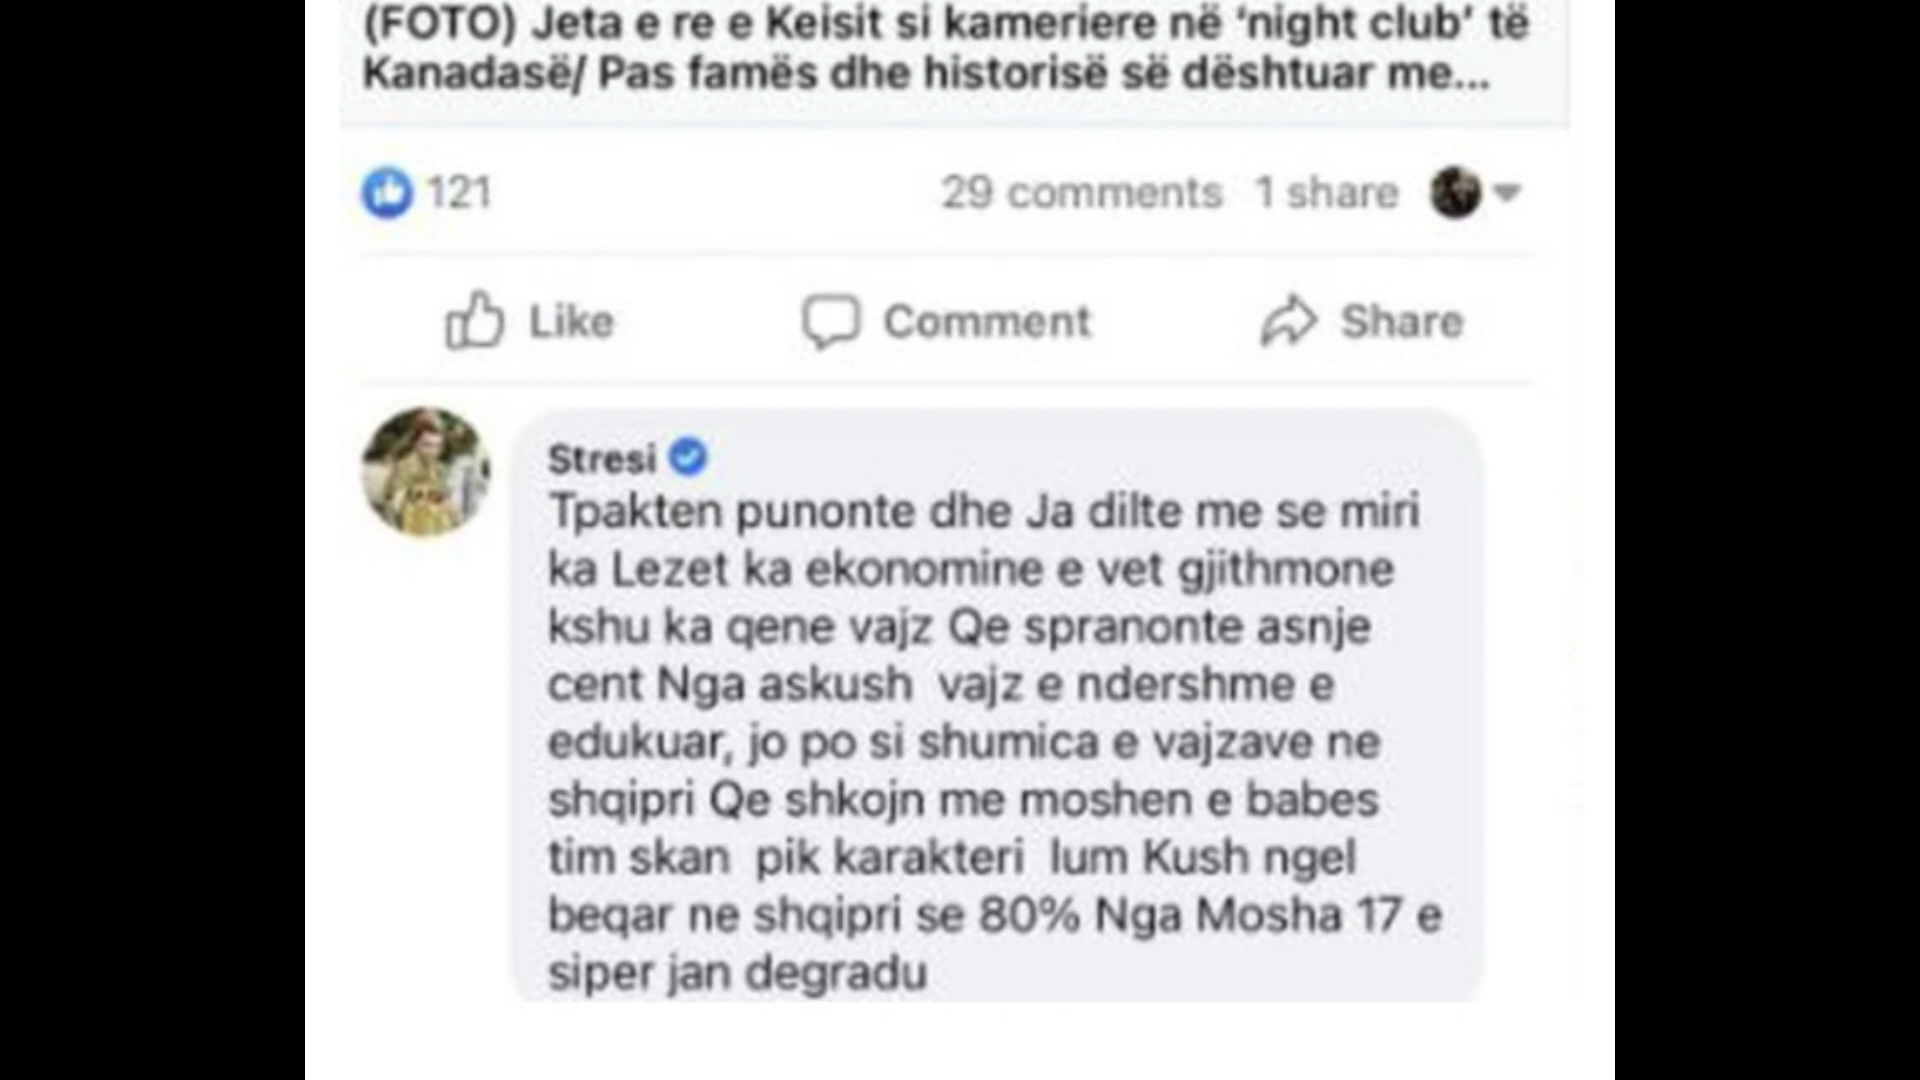 (FOTO) Jeta e re e Keisit si kameriere në ‘night club’ të
Kanadasë/ Pas famës dhe historisë së dështuar me...
121
29 comments 1 share
Like
Comment
Share
Stresi
Tpakten punonte dhe Ja dilte me se miri
ka Lezet ka ekonomine e vet gjithmone
kshu ka qene vajz Qe spranonte asnje
cent Nga askush vajz e ndershme e
edukuar, jo po si shumica e vajzave ne
shqipri Qe shkojn me moshen e babes
tim skan pik karakteri lum Kush ngel
beqar ne shqipri se 80% Nga Mosha 17 e
siper jan degradu